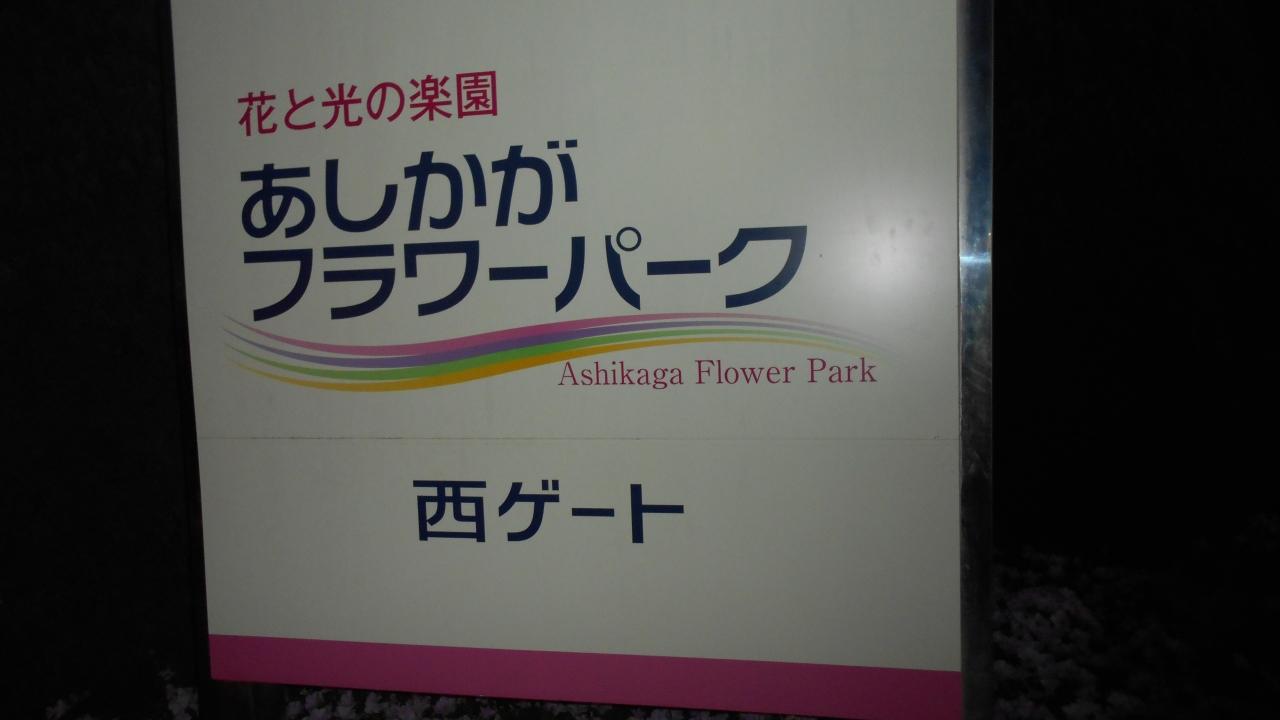 花と光の楽園
あしかが
フラワーパーク
Ashikaga Flower Park
西ゲート